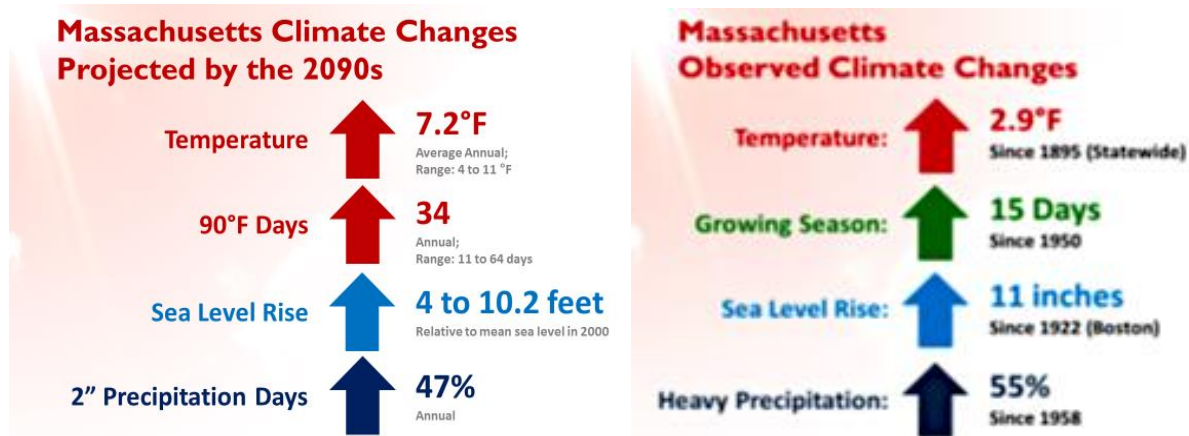 Massachusetts Climate Changes
Projected by the 2090s
Temperature
7.2°F
Average Annual;
Range: 4 to 11 °F
90°F Days
34
Annual;
Range: 11 to 64 days
Sea Level Rise
4 to 10.2 feet
Relative to mean sea level in 2000
2” Precipitation Days
47%
Annual
Massachusetts
Observed Climate Changes
Temperature:
2.9°F
Since 1895 (Statewide)
Growing Season:
15 Days
Since 1950
Sea Level Rise:
11 inches
Since 1922 (Boston)
Heavy Precipitation:
55%
Since 1958